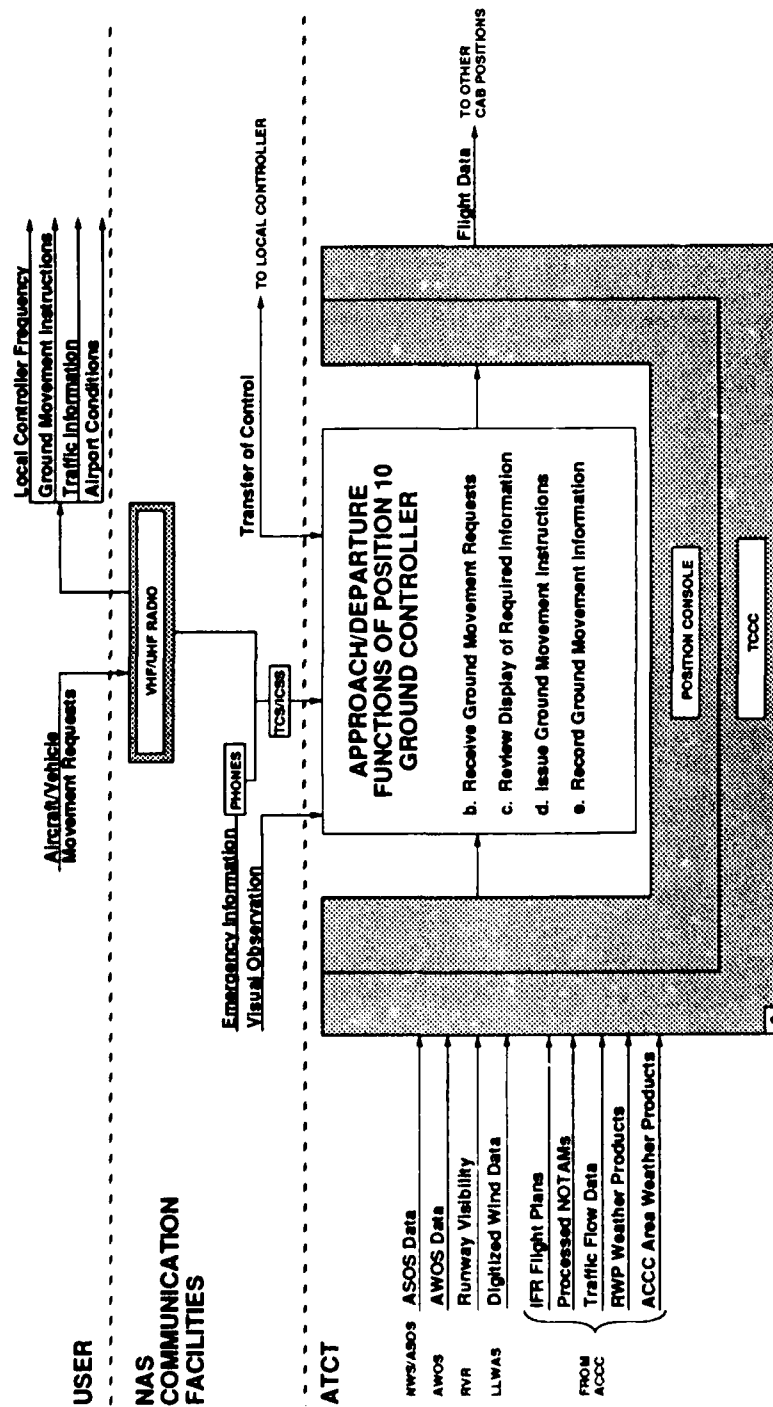 USER
Aircraft/Vehicle
Movement Requests
Local Controller Frequency
Ground Movement Instructions
Traffic Information
Airport Conditions
NAS
COMMUNICATION
FACILITIES
VHF/UHF RADIO
Emergency Information
PHONES
Visual Observation
TCS/ICSS
Transfer of Control
TO LOCAL CONTROLLER
ATCT
NWS/ASOS
ASOS Data
AWOS
AWOS Data
RVR
Runway Visibility
LLWAS
Digitized Wind Data
FROM
ACCC
IFR Flight Plans
Processed NOTAMs
Traffic Flow Data
RWP Weather Products
ACCC Area Weather Products
APPROACH/DEPARTURE
FUNCTIONS OF POSITION 10
GROUND CONTROLLER
b. Receive Ground Movement Requests
c. Review Display of Required Information
d. Issue Ground Movement Instructions
e. Record Ground Movement Information
POSITION CONSOLE
TCCC
Flight Data
TO OTHER
CAB POSITIONS